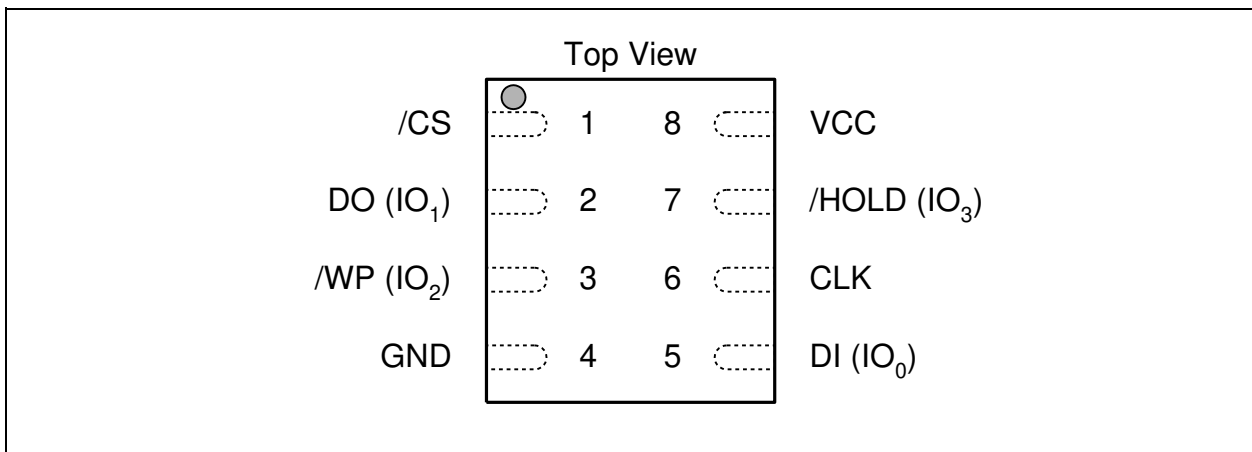 Top View
/CS 1 8 VCC
DO (IO₁) 2 7 /HOLD (IO₃)
/WP (IO₂) 3 6 CLK
GND 4 5 DI (IO₀)